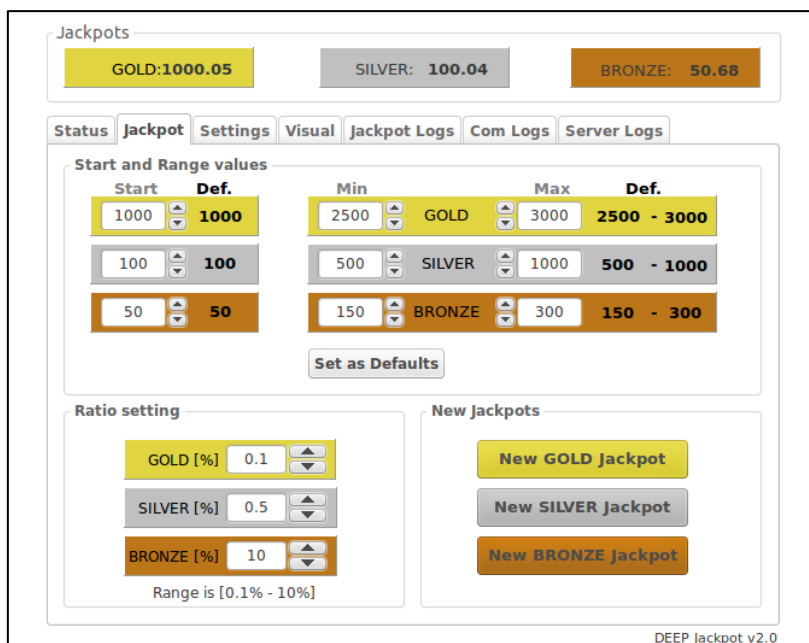 Jackpots
GOLD:1000.05 SILVER: 100.04 BRONZE: 50.68
Status Jackpot Settings Visual Jackpot Logs Com Logs Server Logs
Start and Range values
Start Def. Min Max Def.
1000 1000 2500 GOLD 3000 2500 - 3000
100 100 500 SILVER 1000 500 - 1000
50 50 150 BRONZE 300 150 - 300
Set as Defaults
Ratio setting
GOLD [%] 0.1
SILVER [%] 0.5
BRONZE [%] 10
Range is [0.1% - 10%]
New Jackpots
New GOLD Jackpot
New SILVER Jackpot
New BRONZE Jackpot
DEEP Jackpot v2.0